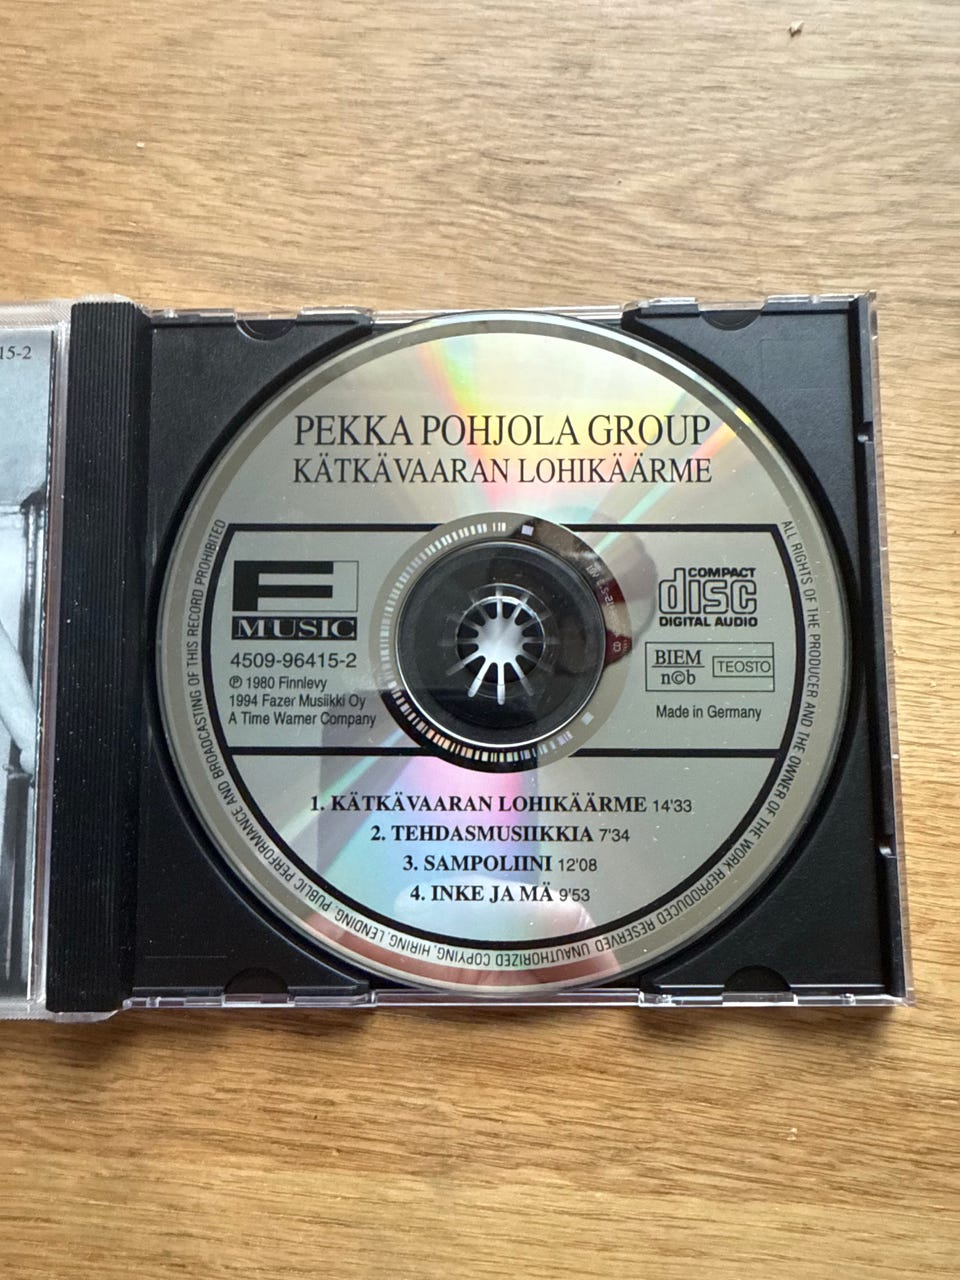 15-2
PEKKA POHJOLA GROUP
KÄTKÄVAARAN LOHIKÄÄRME
F
MUSIC
4509-96415-2
℗ 1980 Finnlevy
1994 Fazer Musiikki Oy
A Time Warner Company
COMPACT
disc
DIGITAL AUDIO
BIEM
n©b
TEOSTO
Made in Germany
1. KÄTKÄVAARAN LOHIKÄÄRME 14'33
2. TEHDASMUSIIKKIA 7'34
3. SAMPOLIINI 12'08
4. INKE JA MÄ 9'53
ALL RIGHTS OF THE PRODUCER AND THE OWNER OF THE WORK REPRODUCED RESERVED UNAUTHORIZED COPYING, HIRING, LENDING, PUBLIC PERFORMANCE AND BROADCASTING OF THIS RECORD PROHIBITED